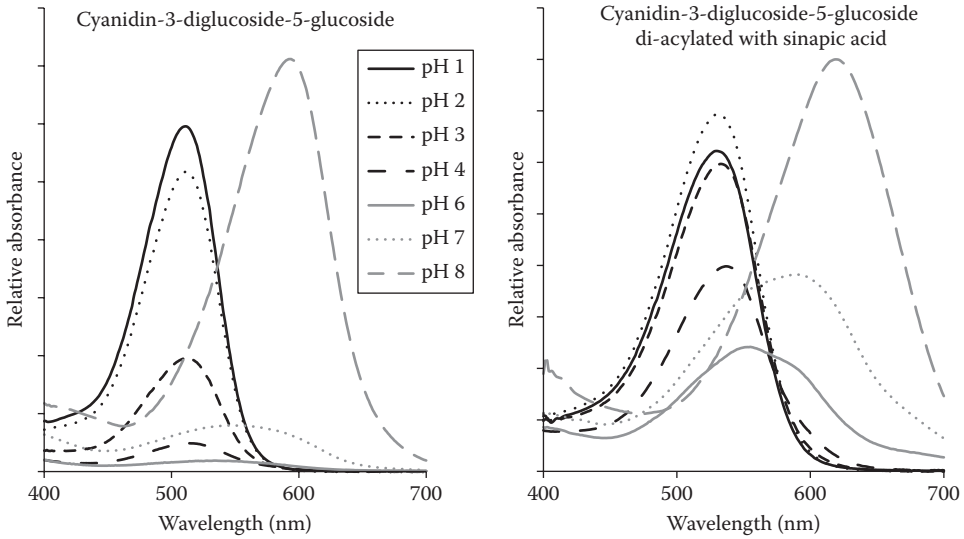 Cyanidin-3-diglucoside-5-glucoside
pH 1
pH 2
pH 3
pH 4
pH 6
pH 7
pH 8
Relative absorbance
400
500
600
700
Wavelength (nm)
Cyanidin-3-diglucoside-5-glucoside
di-acylated with sinapic acid
Relative absorbance
400
500
600
700
Wavelength (nm)